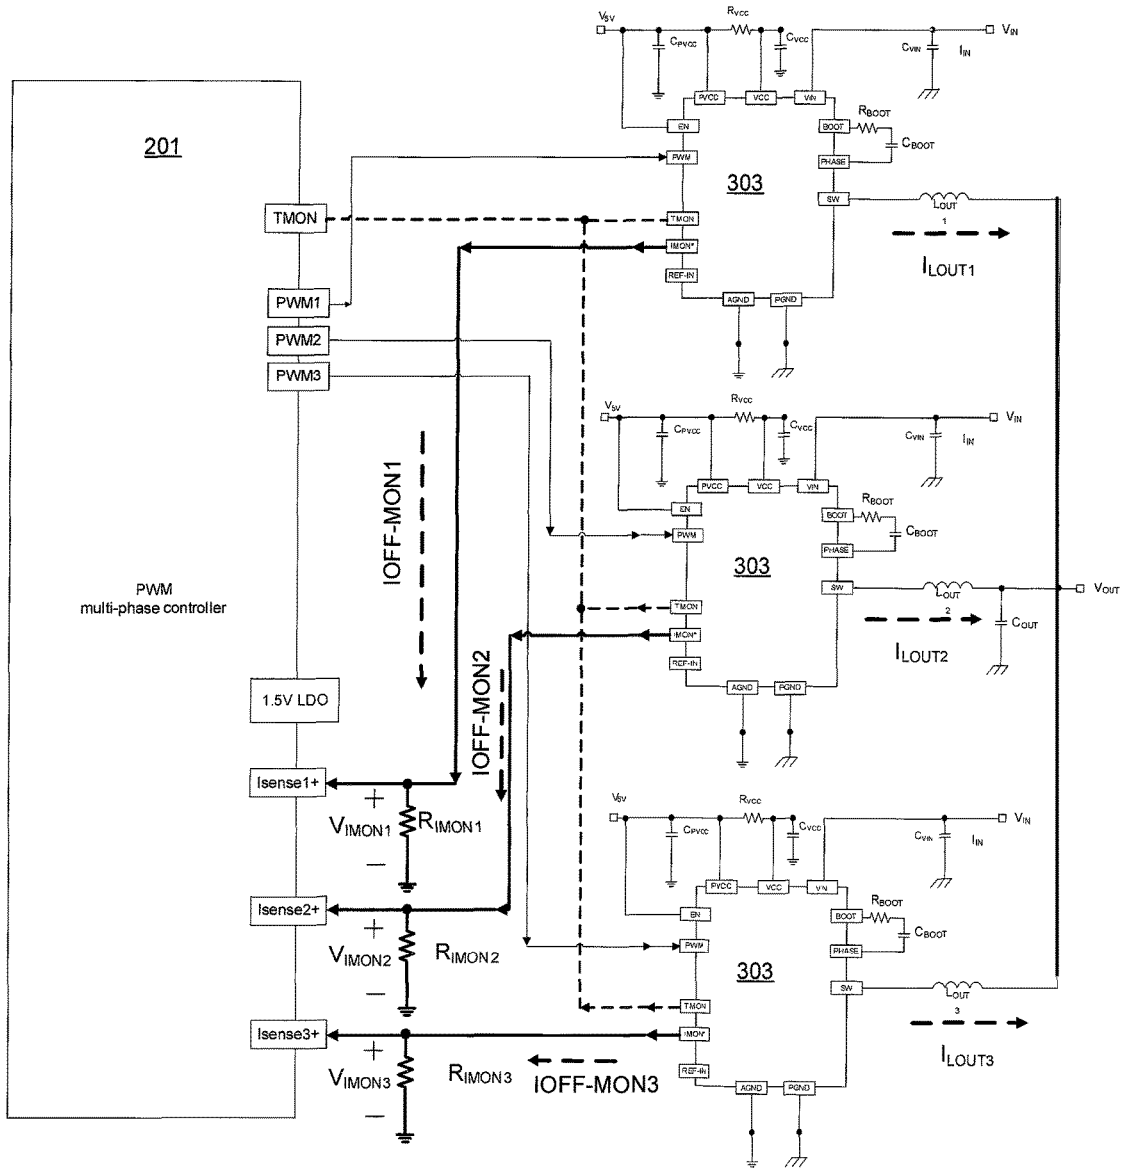 201
TMON
PWM1
PWM2
PWM3
PWM
multi-phase controller
1.5V LDO
Isense1+
Isense2+
Isense3+
IOFF-MON1
IOFF-MON2
IOFF-MON3
+
VIMON1
−
RIMON1
+
VIMON2
−
RIMON2
+
VIMON3
−
RIMON3
V5V
CPVCC
RVCC
CVCC
CVIN
IIN
VIN
PVCC
VCC
VIN
EN
PWM
303
TMON
IMON*
REF-IN
AGND
PGND
BOOT
PHASE
SW
RBOOT
CBOOT
LOUT
1
ILOUT1
V5V
CPVCC
RVCC
CVCC
CVIN
IIN
VIN
PVCC
VCC
VIN
EN
PWM
303
TMON
IMON*
REF-IN
AGND
PGND
BOOT
PHASE
SW
RBOOT
CBOOT
LOUT
2
ILOUT2
COUT
VOUT
V5V
CPVCC
RVCC
CVCC
CVIN
IIN
VIN
PVCC
VCC
VIN
EN
PWM
303
TMON
IMON*
REF-IN
AGND
PGND
BOOT
PHASE
SW
RBOOT
CBOOT
LOUT
3
ILOUT3